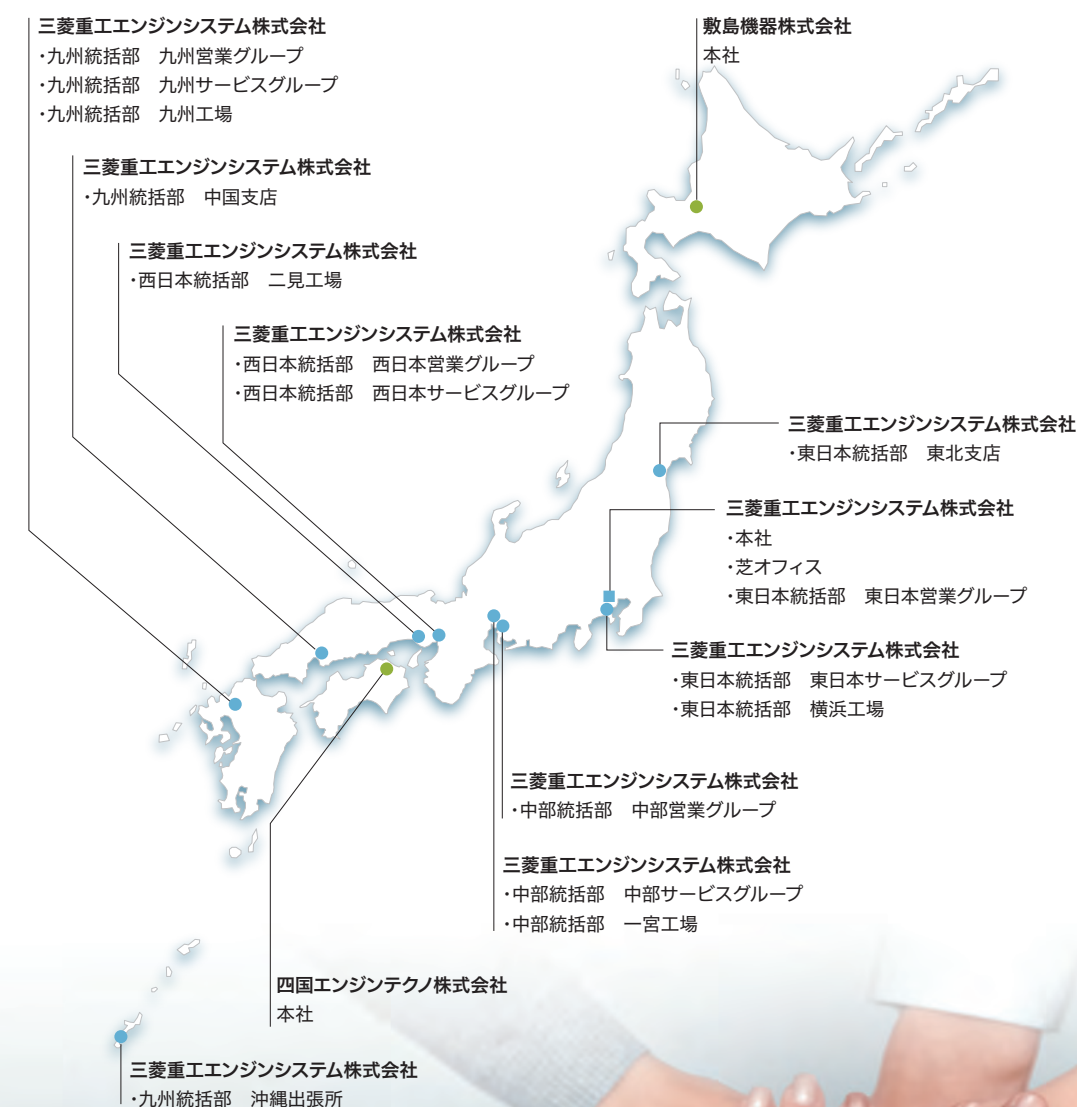 三菱重工エンジンシステム株式会社
・九州統括部　九州営業グループ
・九州統括部　九州サービスグループ
・九州統括部　九州工場
敷島機器株式会社
本社
三菱重工エンジンシステム株式会社
・九州統括部　中国支店
三菱重工エンジンシステム株式会社
・西日本統括部　二見工場
三菱重工エンジンシステム株式会社
・西日本統括部　西日本営業グループ
・西日本統括部　西日本サービスグループ
三菱重工エンジンシステム株式会社
・東日本統括部　東北支店
三菱重工エンジンシステム株式会社
・本社
・芝オフィス
・東日本統括部　東日本営業グループ
三菱重工エンジンシステム株式会社
・東日本統括部　東日本サービスグループ
・東日本統括部　横浜工場
三菱重工エンジンシステム株式会社
・中部統括部　中部営業グループ
三菱重工エンジンシステム株式会社
・中部統括部　中部サービスグループ
・中部統括部　一宮工場
四国エンジンテクノ株式会社
本社
三菱重工エンジンシステム株式会社
・九州統括部　沖縄出張所